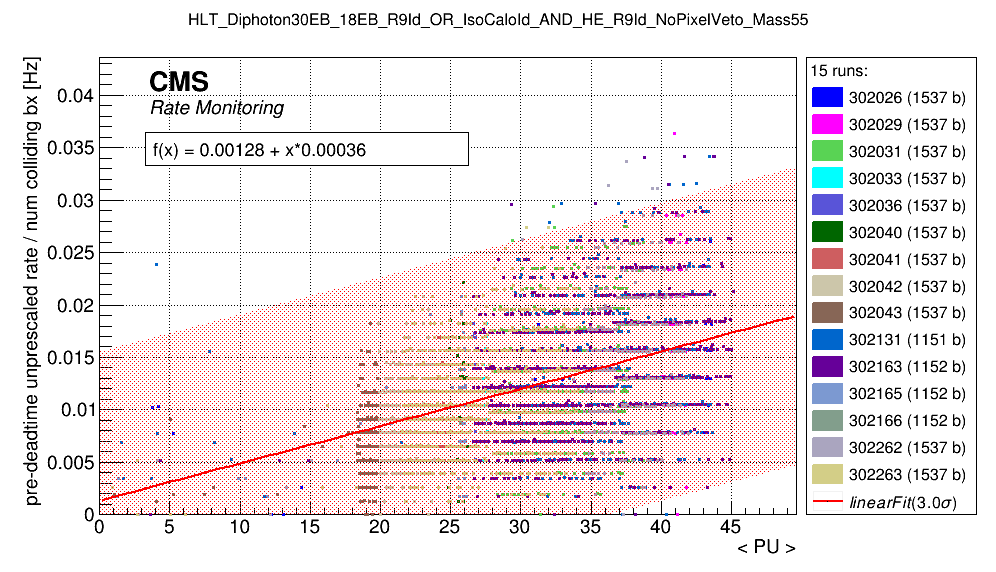 HLT_Diphoton30EB_18EB_R9Id_OR_IsoCaloId_AND_HE_R9Id_NoPixelVeto_Mass55
pre-deadtime unprescaled rate / num colliding bx [Hz]
CMS
Rate Monitoring
f(x) = 0.00128 + x*0.00036
0.04
0.035
0.03
0.025
0.02
0.015
0.01
0.005
0
0 5 10 15 20 25 30 35 40 45
< PU >
15 runs:
302026 (1537 b)
302029 (1537 b)
302031 (1537 b)
302033 (1537 b)
302036 (1537 b)
302040 (1537 b)
302041 (1537 b)
302042 (1537 b)
302043 (1537 b)
302131 (1151 b)
302163 (1152 b)
302165 (1152 b)
302166 (1152 b)
302262 (1537 b)
302263 (1537 b)
linearFit(3.0σ)